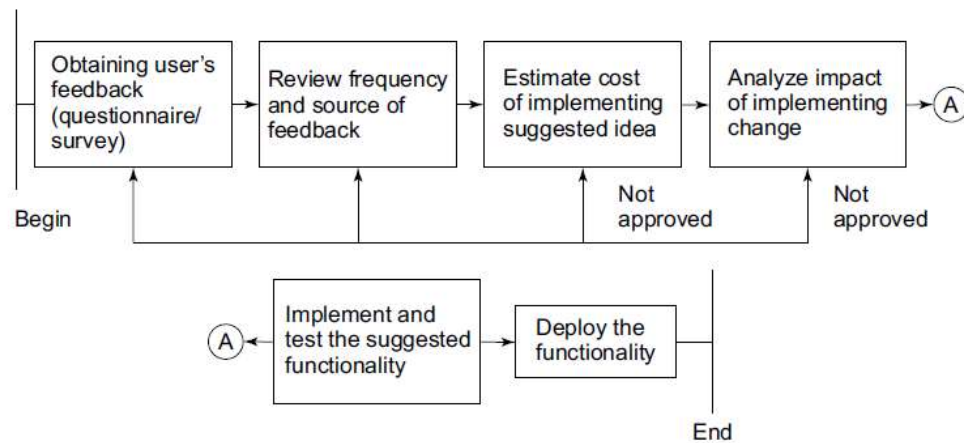 Obtaining user's
feedback
(questionnaire/
survey)
Review frequency
and source of
feedback
Estimate cost
of implementing
suggested idea
Analyze impact
of implementing
change
A
Begin
Not
approved
Not
approved
A
Implement and
test the suggested
functionality
Deploy the
functionality
End